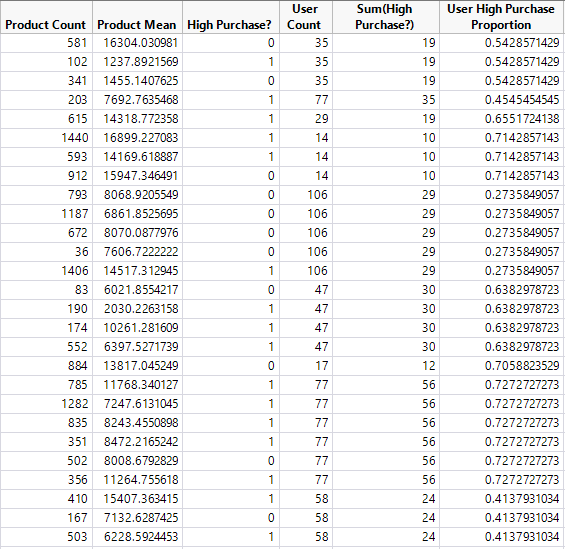 User Sum(High User High Purchase
Product Count Product Mean High Purchase? Count Purchase?) Proportion
581 16304.030981 0 35 19 0.5428571429
102 1237.8921569 1 35 19 0.5428571429
341 1455.1407625 0 35 19 0.5428571429
203 7692.7635468 1 77 35 0.4545454545
615 14318.772358 1 29 19 0.6551724138
1440 16899.227083 1 14 10 0.7142857143
593 14169.618887 1 14 10 0.7142857143
912 15947.346491 0 14 10 0.7142857143
793 8068.9205549 0 106 29 0.2735849057
1187 6861.8525695 0 106 29 0.2735849057
672 8070.0877976 0 106 29 0.2735849057
36 7606.7222222 0 106 29 0.2735849057
1406 14517.312945 1 106 29 0.2735849057
83 6021.8554217 0 47 30 0.6382978723
190 2030.2263158 1 47 30 0.6382978723
174 10261.281609 1 47 30 0.6382978723
552 6397.5271739 1 47 30 0.6382978723
884 13817.045249 0 17 12 0.7058823529
785 11768.340127 1 77 56 0.7272727273
1282 7247.6131045 1 77 56 0.7272727273
835 8243.4550898 1 77 56 0.7272727273
351 8472.2165242 1 77 56 0.7272727273
502 8008.6792829 0 77 56 0.7272727273
356 11264.755618 1 77 56 0.7272727273
410 15407.363415 1 58 24 0.4137931034
167 7132.6287425 0 58 24 0.4137931034
503 6228.5924453 1 58 24 0.4137931034